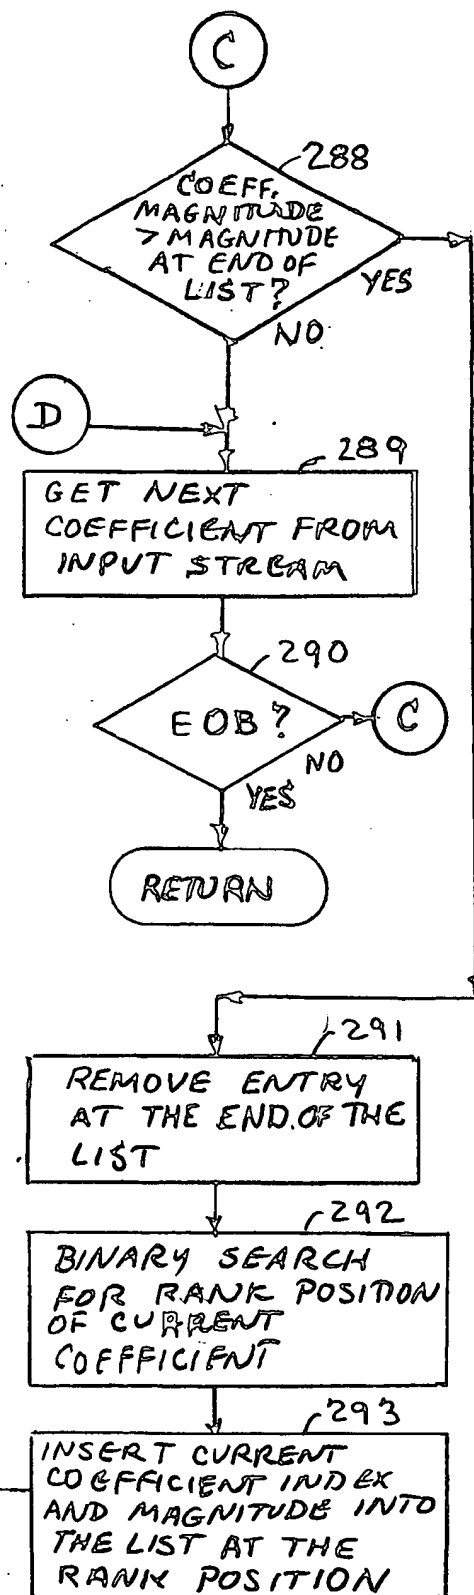 C
288
COEFF.
MAGNITUDE
> MAGNITUDE
AT END OF
LIST?
YES
NO
D
289
GET NEXT
COEFFICIENT FROM
INPUT STREAM
290
EOB?
C
NO
YES
RETURN
291
REMOVE ENTRY
AT THE END OF THE
LIST
292
BINARY SEARCH
FOR RANK POSITION
OF CURRENT
COEFFICIENT
293
INSERT CURRENT
COEFFICIENT INDEX
AND MAGNITUDE INTO
THE LIST AT THE
RANK POSITION